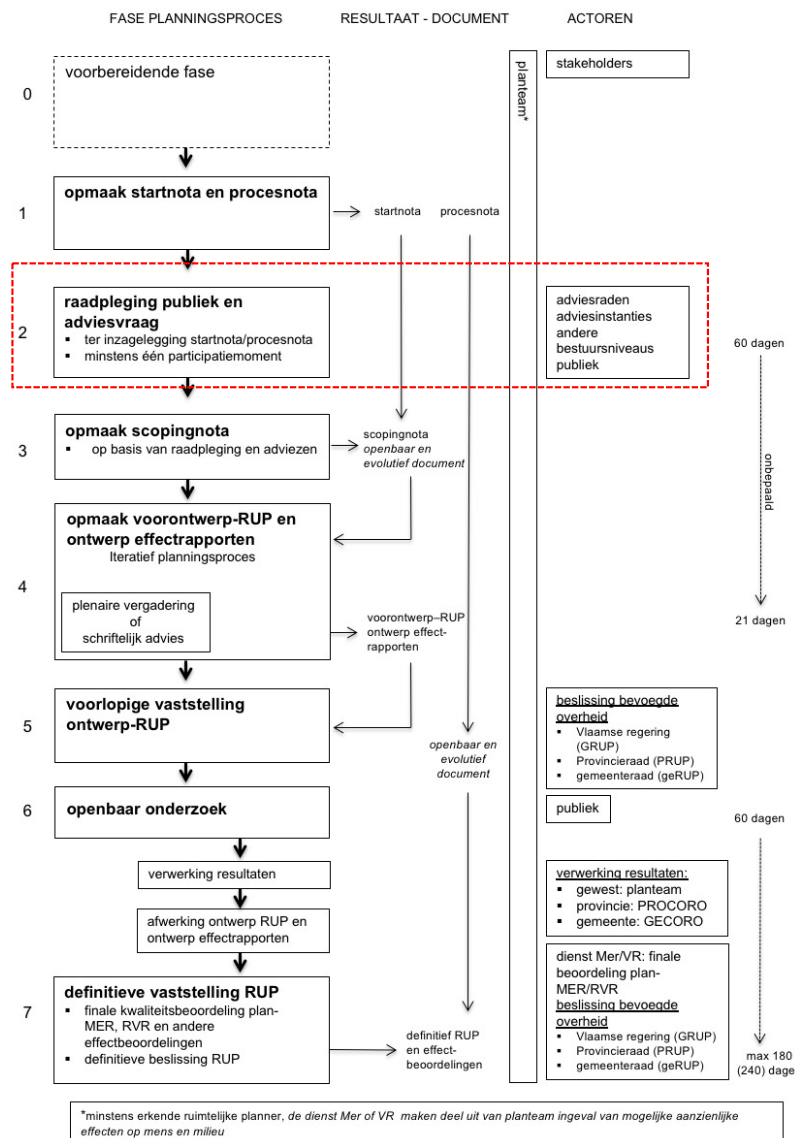 FASE PLANNINGSPROCES
RESULTAAT - DOCUMENT
ACTOREN
planteam*
0
voorbereidende fase
stakeholders
1
opmaak startnota en procesnota
startnota
procesnota
2
raadpleging publiek en
adviesvraag
▪ ter inzagelegging startnota/procesnota
▪ minstens één participatiemoment
adviesraden
adviesinstanties
andere
bestuursniveaus
publiek
60 dagen
3
opmaak scopingnota
▪ op basis van raadpleging en adviezen
scopingnota
openbaar en
evolutief document
onbepaald
4
opmaak voorontwerp-RUP en
ontwerp effectrapporten
Iteratief planningsproces
plenaire vergadering
of
schriftelijk advies
voorontwerp–RUP
ontwerp effect-
rapporten
21 dagen
5
voorlopige vaststelling
ontwerp-RUP
openbaar en
evolutief
document
beslissing bevoegde
overheid
▪ Vlaamse regering
(GRUP)
▪ Provincieraad (PRUP)
▪ gemeenteraad (geRUP)
6
openbaar onderzoek
publiek
60 dagen
verwerking resultaten
verwerking resultaten:
▪ gewest: planteam
▪ provincie: PROCORO
▪ gemeente: GECORO
afwerking ontwerp RUP en
ontwerp effectrapporten
7
definitieve vaststelling RUP
▪ finale kwaliteitsbeoordeling plan-
MER, RVR en andere
effectbeoordelingen
▪ definitieve beslissing RUP
definitief RUP
en effect-
beoordelingen
dienst Mer/VR: finale
beoordeling plan-
MER/RVR
beslissing bevoegde
overheid
▪ Vlaamse regering (GRUP)
▪ Provincieraad (PRUP)
▪ gemeenteraad (geRUP)
max 180
(240) dage
*minstens erkende ruimtelijke planner, de dienst Mer of VR maken deel uit van planteam ingeval van mogelijke aanzienlijke
effecten op mens en milieu